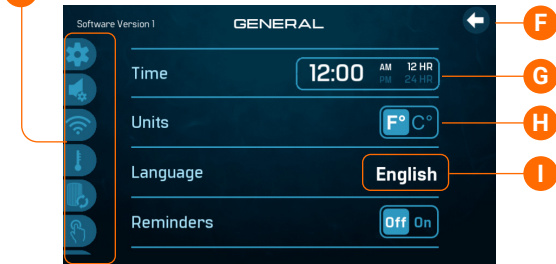 Software Version 1 GENERAL
F
Time 12:00 AM PM 12 HR 24 HR
G
Units F° C°
H
Language English
I
Reminders Off On